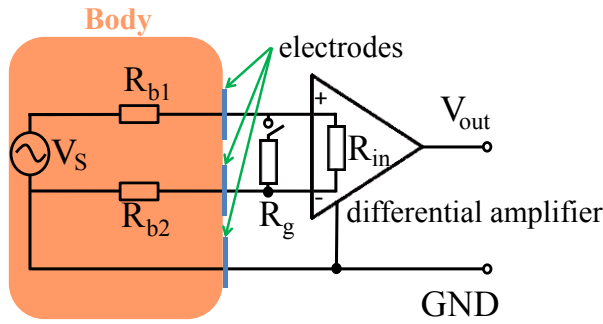 Body
electrodes
R_b1
+
V_out
V_S
R_in
-
R_b2
R_g
differential amplifier
GND